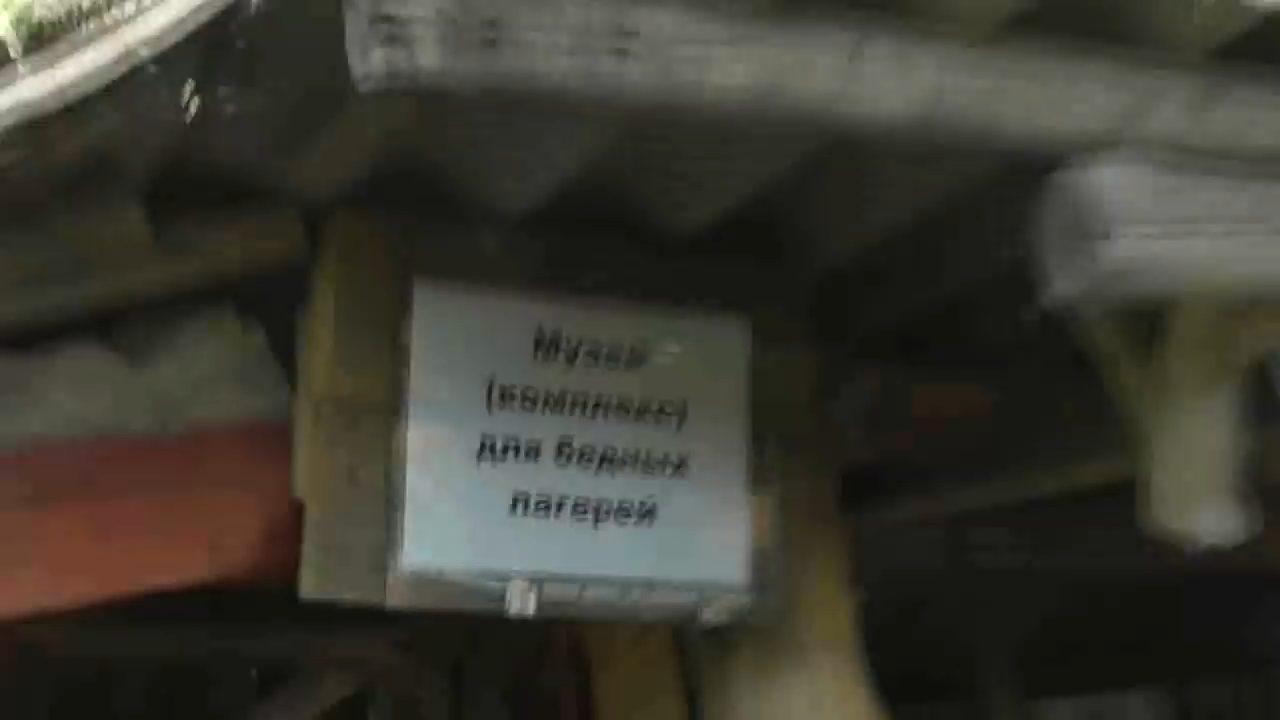 Музей
(комплекс)
для бедных
лагерей